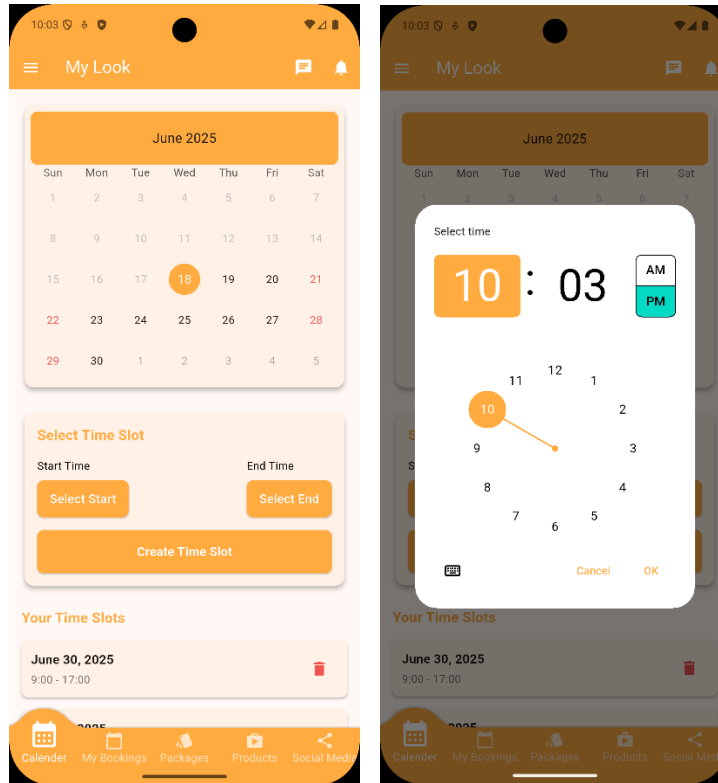 10:03
My Look
June 2025
Sun Mon Tue Wed Thu Fri Sat
1 2 3 4 5 6 7
8 9 10 11 12 13 14
15 16 17 18 19 20 21
22 23 24 25 26 27 28
29 30 1 2 3 4 5
Select Time Slot
Start Time End Time
Select Start Select End
Create Time Slot
Your Time Slots
June 30, 2025
9:00 - 17:00
2025
Calender My Bookings Packages Products Social Media
10:03
My Look
June 2025
Sun Mon Tue Wed Thu Fri Sat
Select time
10 : 03
AM
PM
12
11 1
10 2
9 3
8 4
7 5
6
Cancel OK
Your Time Slots
June 30, 2025
9:00 - 17:00
2025
Calender My Bookings Packages Products Social Med